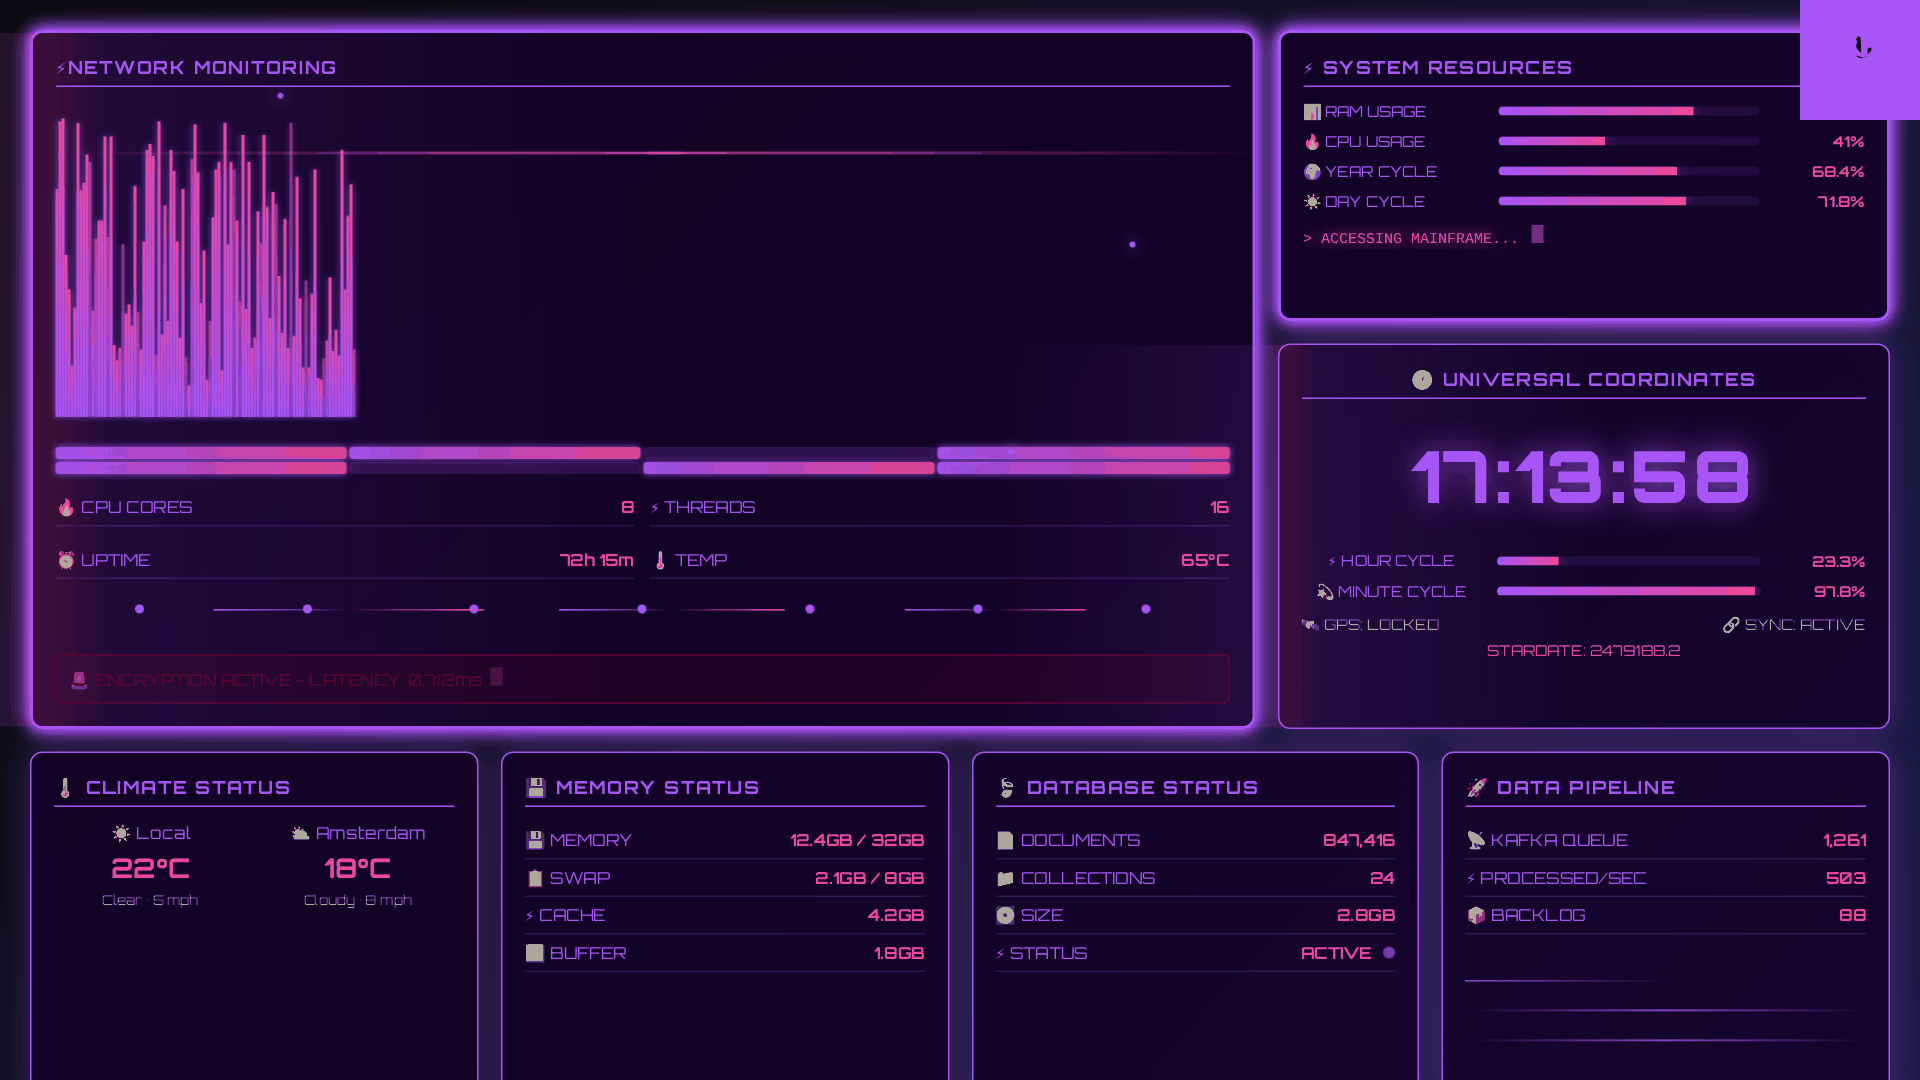 ⚡NETWORK MONITORING
CPU CORES 8
THREADS 16
UPTIME 72h 15m
TEMP 65°C
ENCRYPTION ACTIVE - LATENCY: 0.712ms
⚡ SYSTEM RESOURCES
RAM USAGE
CPU USAGE 41%
YEAR CYCLE 68.4%
DAY CYCLE 71.8%
> ACCESSING MAINFRAME...
UNIVERSAL COORDINATES
17:13:58
⚡ HOUR CYCLE 23.3%
MINUTE CYCLE 97.8%
GPS: LOCKED SYNC: ACTIVE
STARDATE: 2479188.2
CLIMATE STATUS
Local Amsterdam
22°C 18°C
Clear · 5 mph Cloudy · 8 mph
MEMORY STATUS
MEMORY 12.4GB / 32GB
SWAP 2.1GB / 8GB
⚡ CACHE 4.2GB
BUFFER 1.8GB
DATABASE STATUS
DOCUMENTS 847,416
COLLECTIONS 24
SIZE 2.8GB
⚡ STATUS ACTIVE
DATA PIPELINE
KAFKA QUEUE 1,261
⚡ PROCESSED/SEC 503
BACKLOG 88